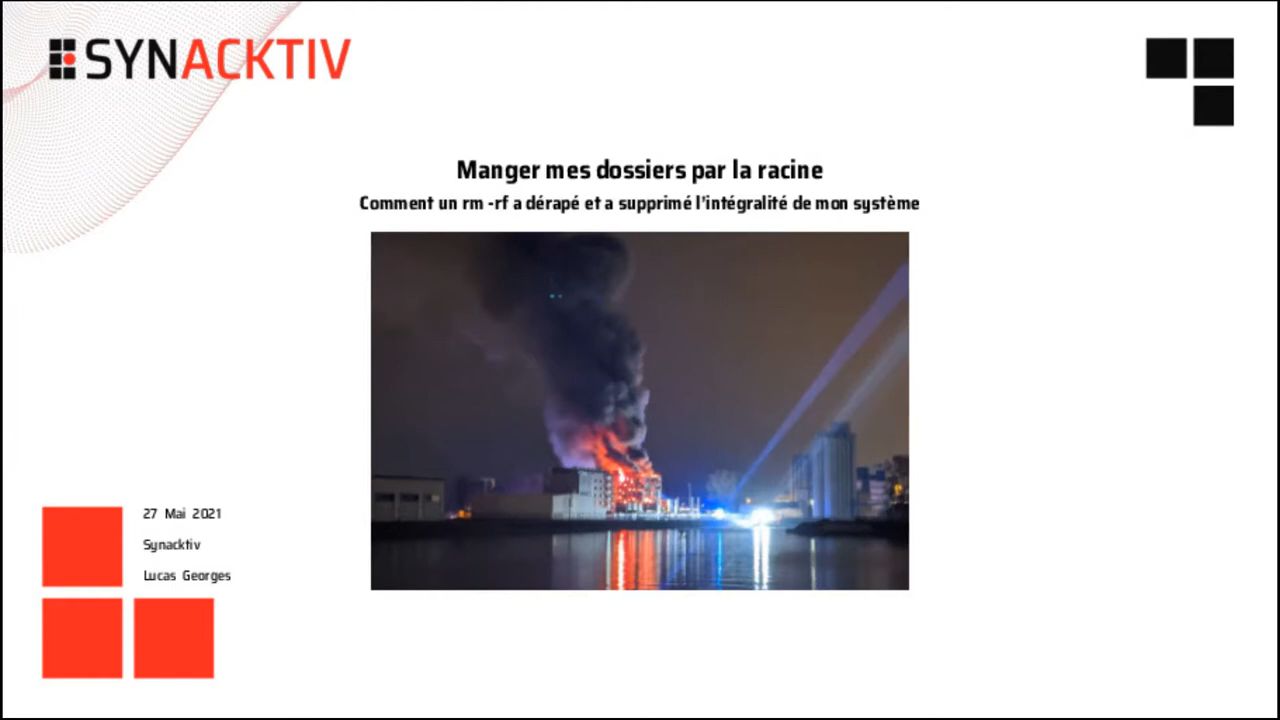 SYNACKTIV
Manger mes dossiers par la racine
Comment un rm -rf a dérapé et a supprimé l'intégralité de mon système
27 Mai 2021
Synacktiv
Lucas Georges